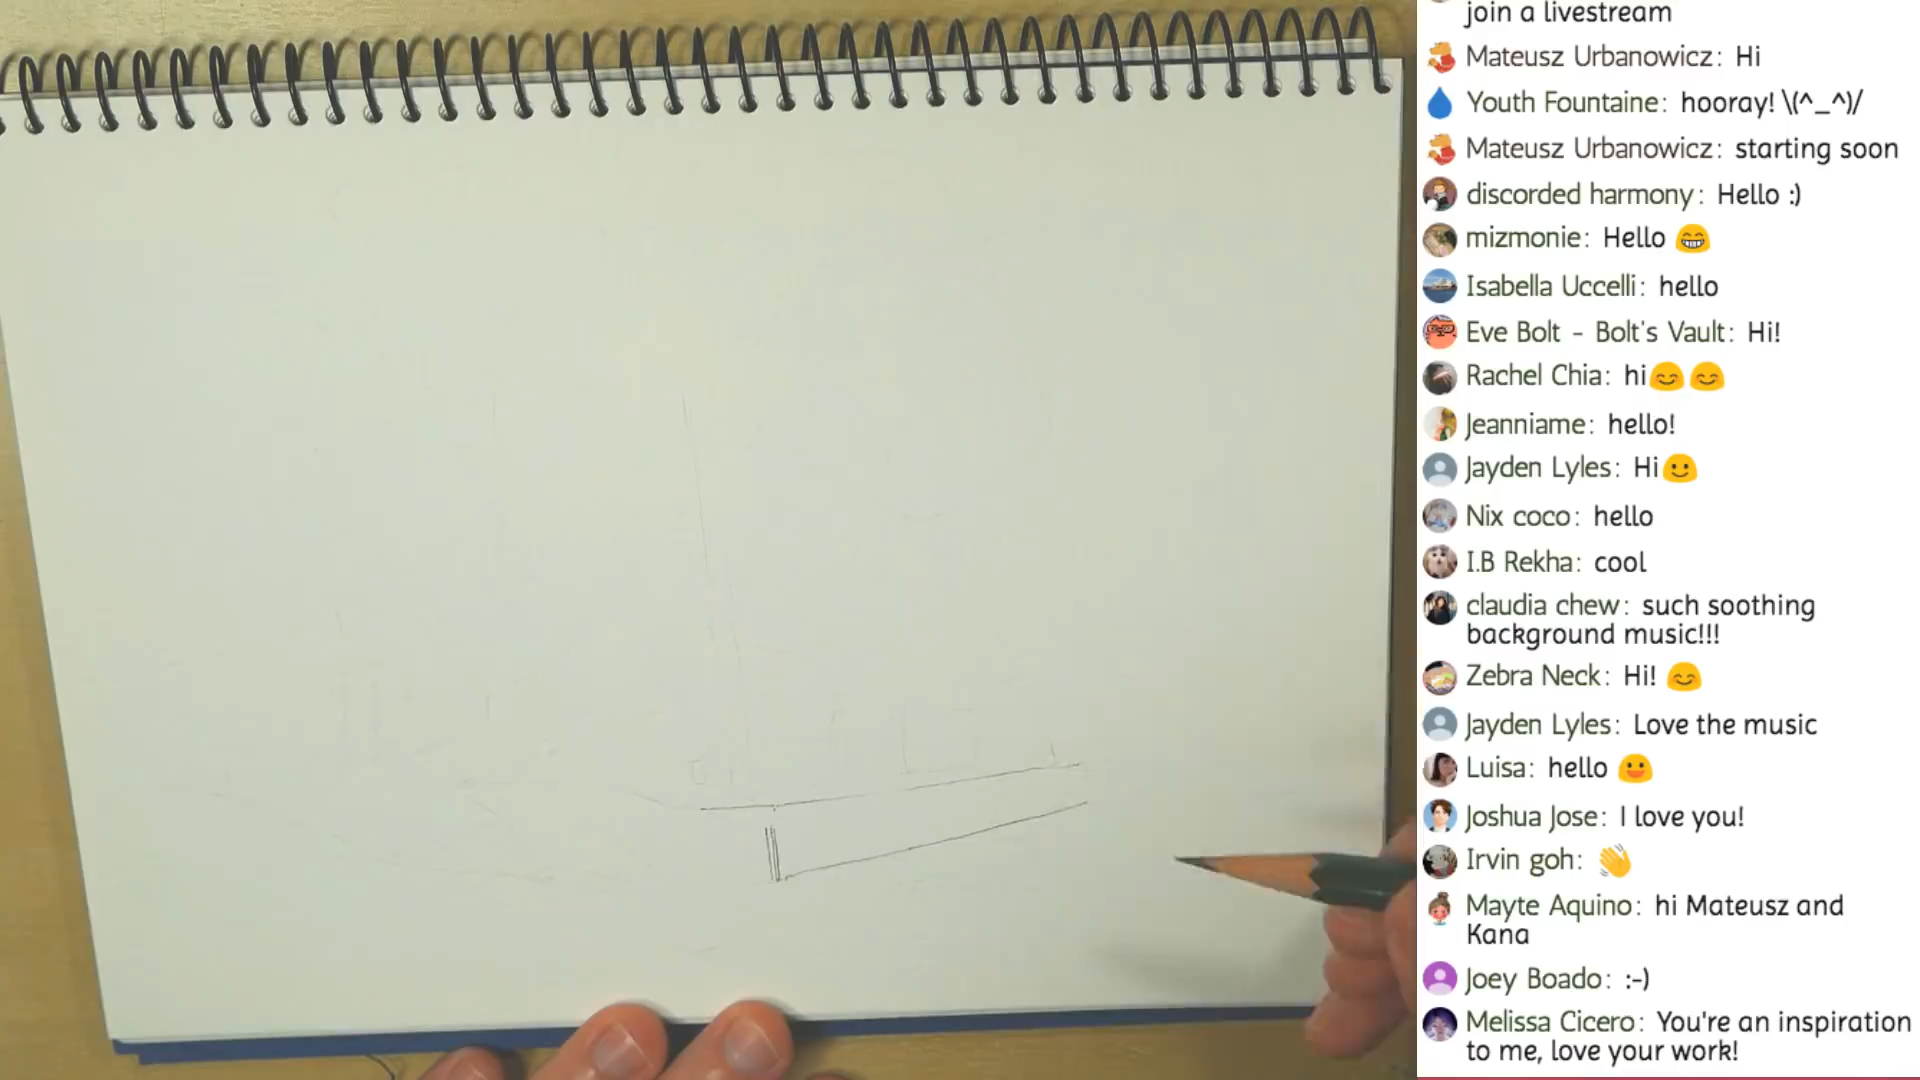 join a livestream
Mateusz Urbanowicz: Hi
Youth Fountaine: hooray! \(^_^)/
Mateusz Urbanowicz: starting soon
discorded harmony: Hello :)
mizmonie: Hello 😁
Isabella Uccelli: hello
Eve Bolt - Bolt's Vault: Hi!
Rachel Chia: hi😊😊
Jeanniame: hello!
Jayden Lyles: Hi🙂
Nix coco: hello
I.B Rekha: cool
claudia chew: such soothing
background music!!!
Zebra Neck: Hi! 😊
Jayden Lyles: Love the music
Luisa: hello 😃
Joshua Jose: I love you!
Irvin goh: 👋
Mayte Aquino: hi Mateusz and
Kana
Joey Boado: :-)
Melissa Cicero: You're an inspiration
to me, love your work!